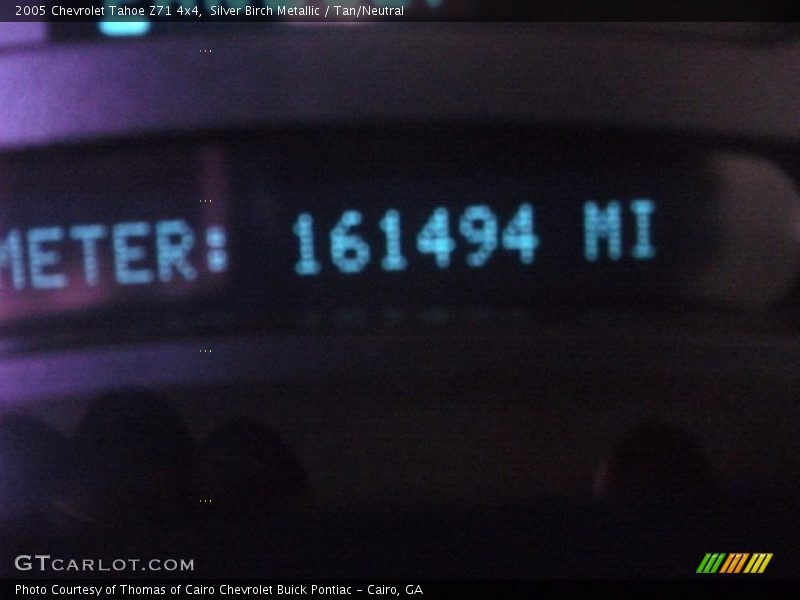 2005 Chevrolet Tahoe Z71 4x4, Silver Birch Metallic / Tan/Neutral
METER: 161494 MI
GTCARLOT.COM
Photo Courtesy of Thomas of Cairo Chevrolet Buick Pontiac – Cairo, GA